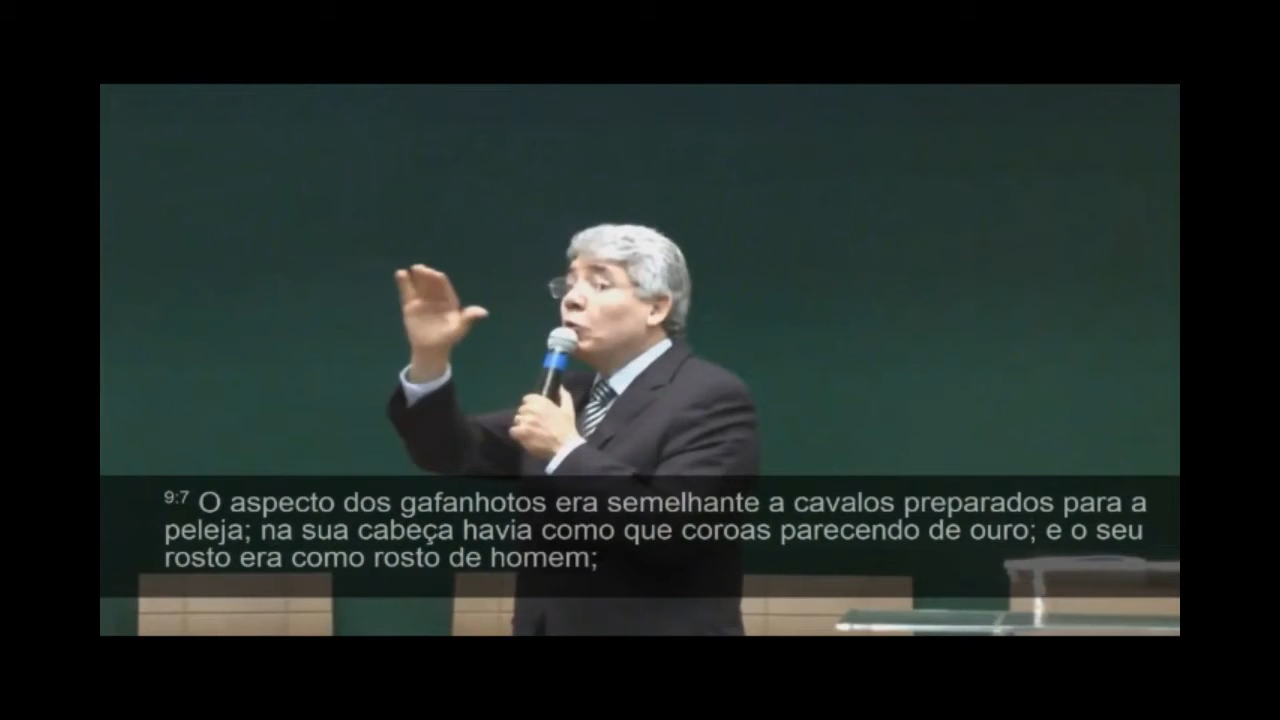 9:7 O aspecto dos gafanhotos era semelhante a cavalos preparados para a
peleja; na sua cabeça havia como que coroas parecendo de ouro; e o seu
rosto era como rosto de homem;